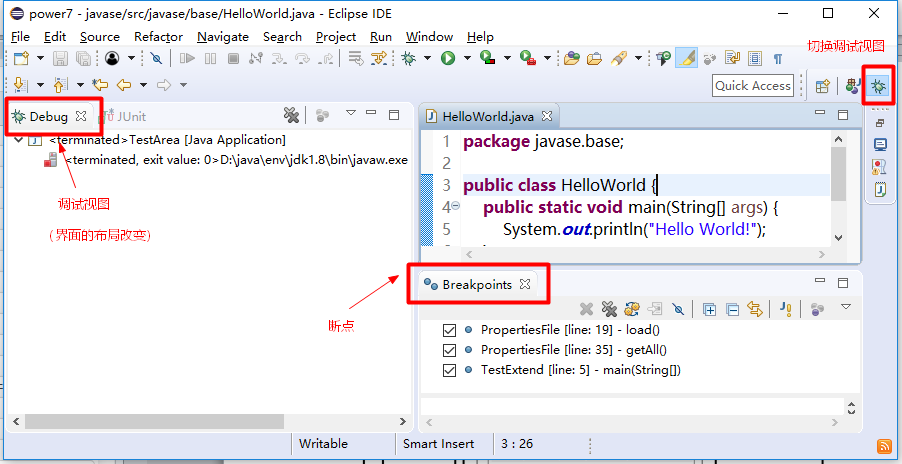 power7 - javase/src/javase/base/HelloWorld.java - Eclipse IDE
File Edit Source Refactor Navigate Search Project Run Window Help
切换调试视图
Quick Access
Debug JUnit
<terminated>TestArea [Java Application]
<terminated, exit value: 0>D:\java\env\jdk1.8\bin\javaw.exe
调试视图
(界面的布局改变)
HelloWorld.java
1 package javase.base;
2
3 public class HelloWorld {
4 public static void main(String[] args) {
5 System.out.println("Hello World!");
断点
Breakpoints
PropertiesFile [line: 19] - load()
PropertiesFile [line: 35] - getAll()
TestExtend [line: 5] - main(String[])
Writable Smart Insert 3 : 26